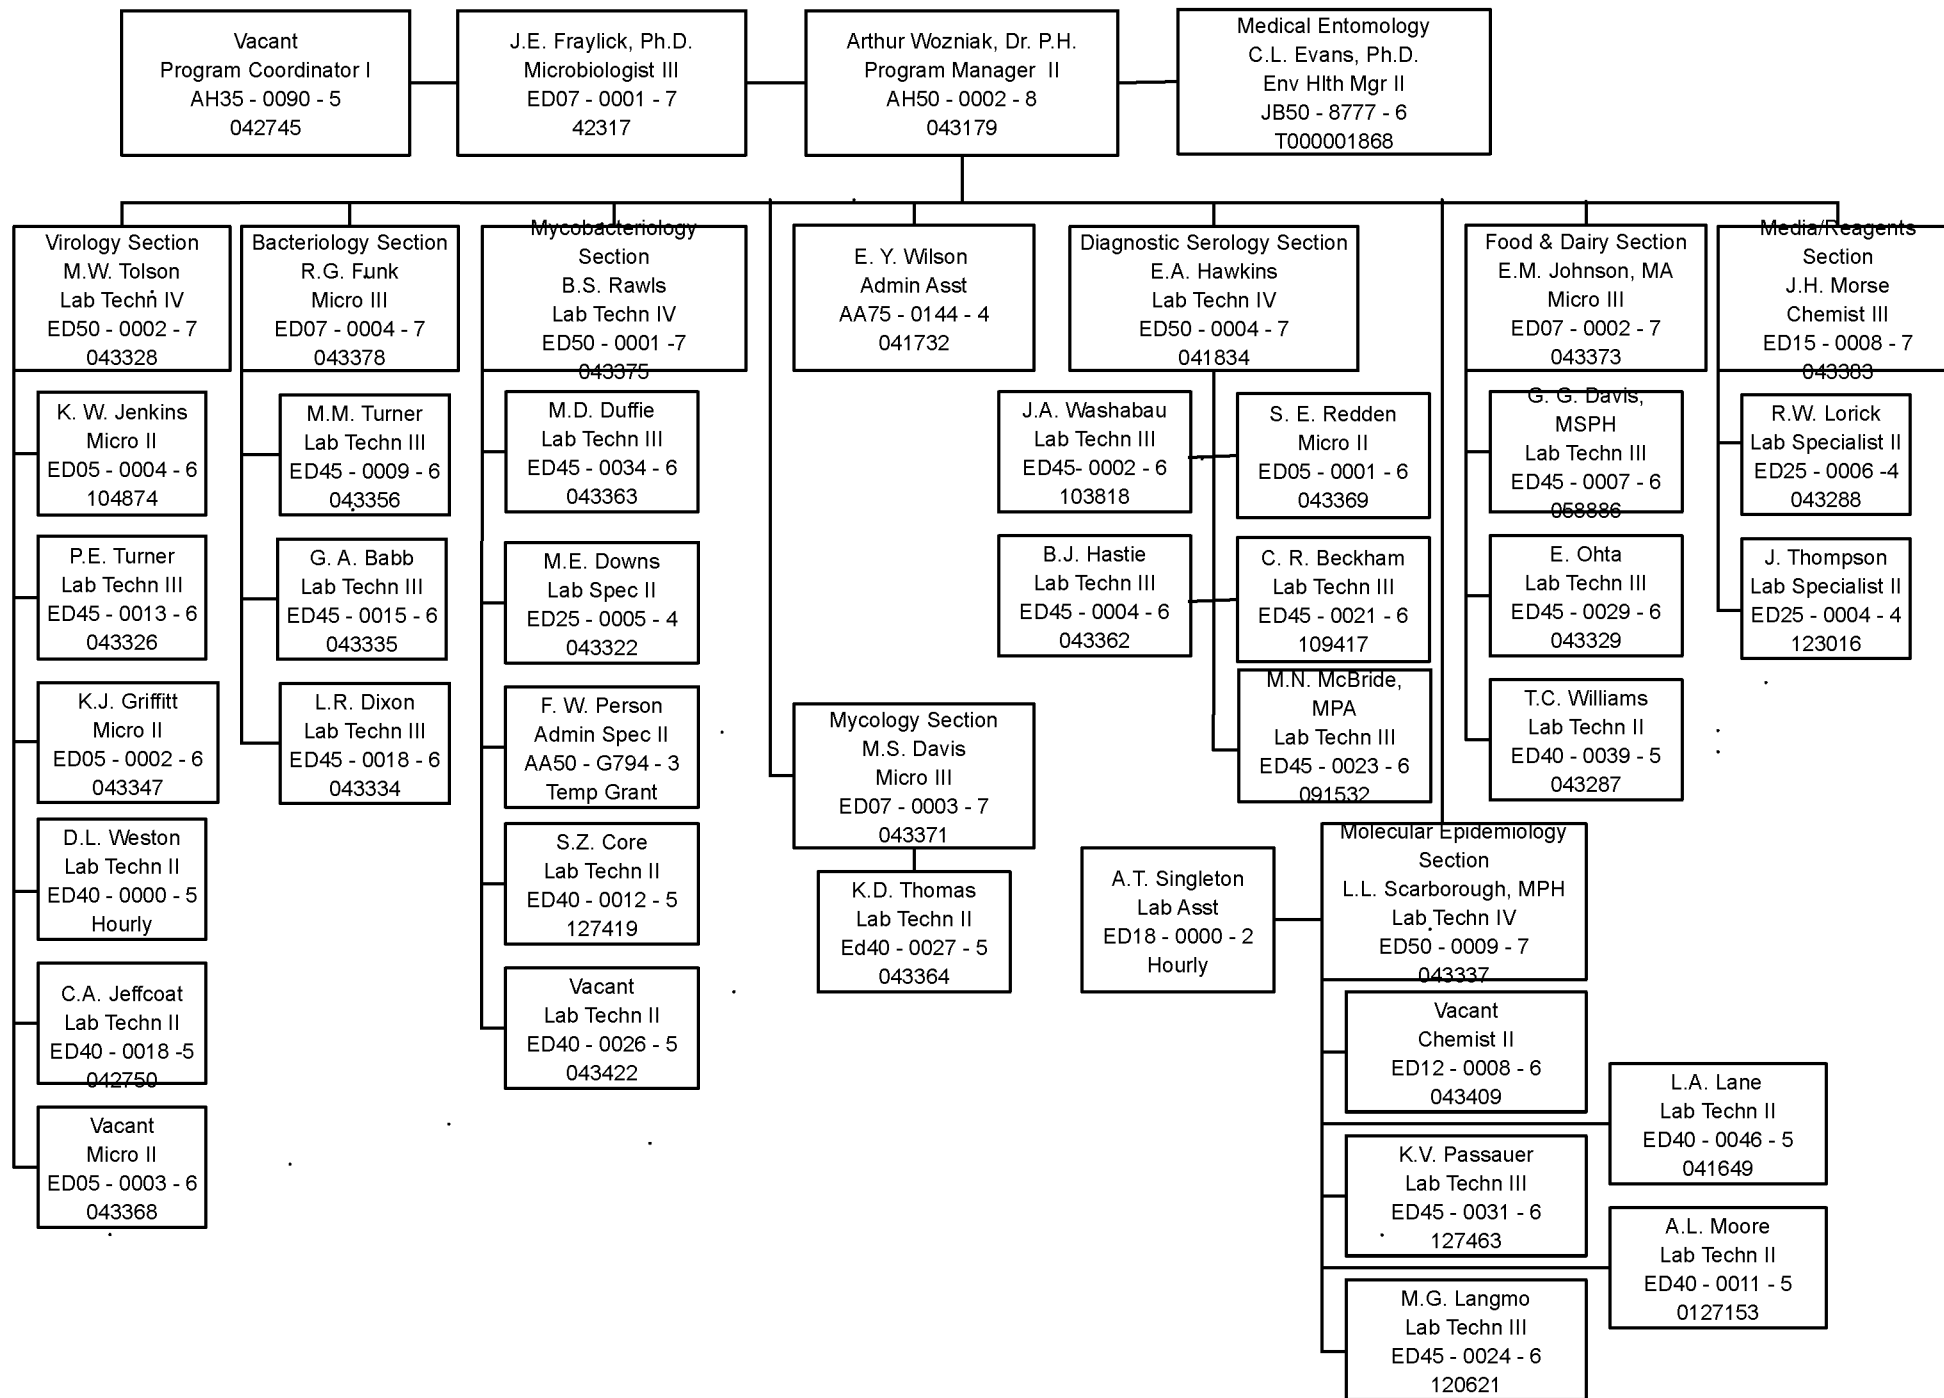 Vacant
Program Coordinator I
AH35 - 0090 - 5
042745
J.E. Fraylick, Ph.D.
Microbiologist III
ED07 - 0001 - 7
42317
Arthur Wozniak, Dr. P.H.
Program Manager  II
AH50 - 0002 - 8
043179
Medical Entomology
C.L. Evans, Ph.D.
Env Hlth Mgr II
JB50 - 8777 - 6
T000001868
Virology Section
M.W. Tolson
Lab Techn IV
ED50 - 0002 - 7
043328
K. W. Jenkins
Micro II
ED05 - 0004 - 6
104874
P.E. Turner
Lab Techn III
ED45 - 0013 - 6
043326
K.J. Griffitt
Micro II
ED05 - 0002 - 6
043347
D.L. Weston
Lab Techn II
ED40 - 0000 - 5
Hourly
C.A. Jeffcoat
Lab Techn II
ED40 - 0018 -5
042750
Vacant
Micro II
ED05 - 0003 - 6
043368
Bacteriology Section
R.G. Funk
Micro III
ED07 - 0004 - 7
043378
M.M. Turner
Lab Techn III
ED45 - 0009 - 6
043356
G. A. Babb
Lab Techn III
ED45 - 0015 - 6
043335
L.R. Dixon
Lab Techn III
ED45 - 0018 - 6
043334
Mycobacteriology
Section
B.S. Rawls
Lab Techn IV
ED50 - 0001 -7
043375
M.D. Duffie
Lab Techn III
ED45 - 0034 - 6
043363
M.E. Downs
Lab Spec II
ED25 - 0005 - 4
043322
F. W. Person
Admin Spec II
AA50 - G794 - 3
Temp Grant
S.Z. Core
Lab Techn II
ED40 - 0012 - 5
127419
Vacant
Lab Techn II
ED40 - 0026 - 5
043422
E. Y. Wilson
Admin Asst
AA75 - 0144 - 4
041732
Mycology Section
M.S. Davis
Micro III
ED07 - 0003 - 7
043371
K.D. Thomas
Lab Techn II
Ed40 - 0027 - 5
043364
Diagnostic Serology Section
E.A. Hawkins
Lab Techn IV
ED50 - 0004 - 7
041834
J.A. Washabau
Lab Techn III
ED45- 0002 - 6
103818
S. E. Redden
Micro II
ED05 - 0001 - 6
043369
B.J. Hastie
Lab Techn III
ED45 - 0004 - 6
043362
C. R. Beckham
Lab Techn III
ED45 - 0021 - 6
109417
M.N. McBride,
MPA
Lab Techn III
ED45 - 0023 - 6
091532
Molecular Epidemiology
Section
L.L. Scarborough, MPH
Lab Techn IV
ED50 - 0009 - 7
043337
A.T. Singleton
Lab Asst
ED18 - 0000 - 2
Hourly
Vacant
Chemist II
ED12 - 0008 - 6
043409
L.A. Lane
Lab Techn II
ED40 - 0046 - 5
041649
K.V. Passauer
Lab Techn III
ED45 - 0031 - 6
127463
A.L. Moore
Lab Techn II
ED40 - 0011 - 5
0127153
M.G. Langmo
Lab Techn III
ED45 - 0024 - 6
120621
Food & Dairy Section
E.M. Johnson, MA
Micro III
ED07 - 0002 - 7
043373
G. G. Davis,
MSPH
Lab Techn III
ED45 - 0007 - 6
058886
E. Ohta
Lab Techn III
ED45 - 0029 - 6
043329
T.C. Williams
Lab Techn II
ED40 - 0039 - 5
043287
Media/Reagents
Section
J.H. Morse
Chemist III
ED15 - 0008 - 7
043383
R.W. Lorick
Lab Specialist II
ED25 - 0006 -4
043288
J. Thompson
Lab Specialist II
ED25 - 0004 - 4
123016